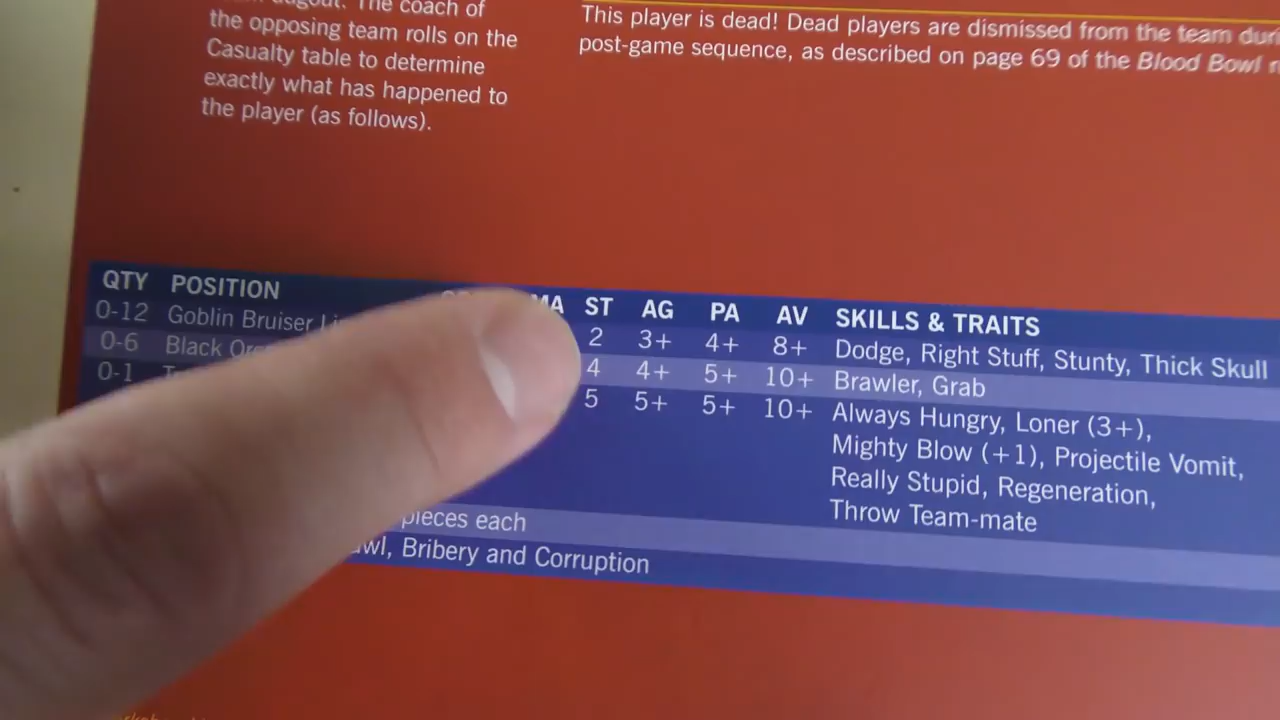 The coach of
the opposing team rolls on the
Casualty table to determine
exactly what has happened to
the player (as follows).
This player is dead! Dead players are dismissed from the team
post-game sequence, as described on page 69 of the Blood Bowl
QTY POSITION MA ST AG PA AV SKILLS & TRAITS
0-12 Goblin Bruiser 2 3+ 4+ 8+ Dodge, Right Stuff, Stunty, Thick Skull
0-6 Black 4 4+ 5+ 10+ Brawler, Grab
0-1 5 5+ 5+ 10+ Always Hungry, Loner (3+),
Mighty Blow (+1), Projectile Vomit,
Really Stupid, Regeneration,
Throw Team-mate
pieces each
Bribery and Corruption